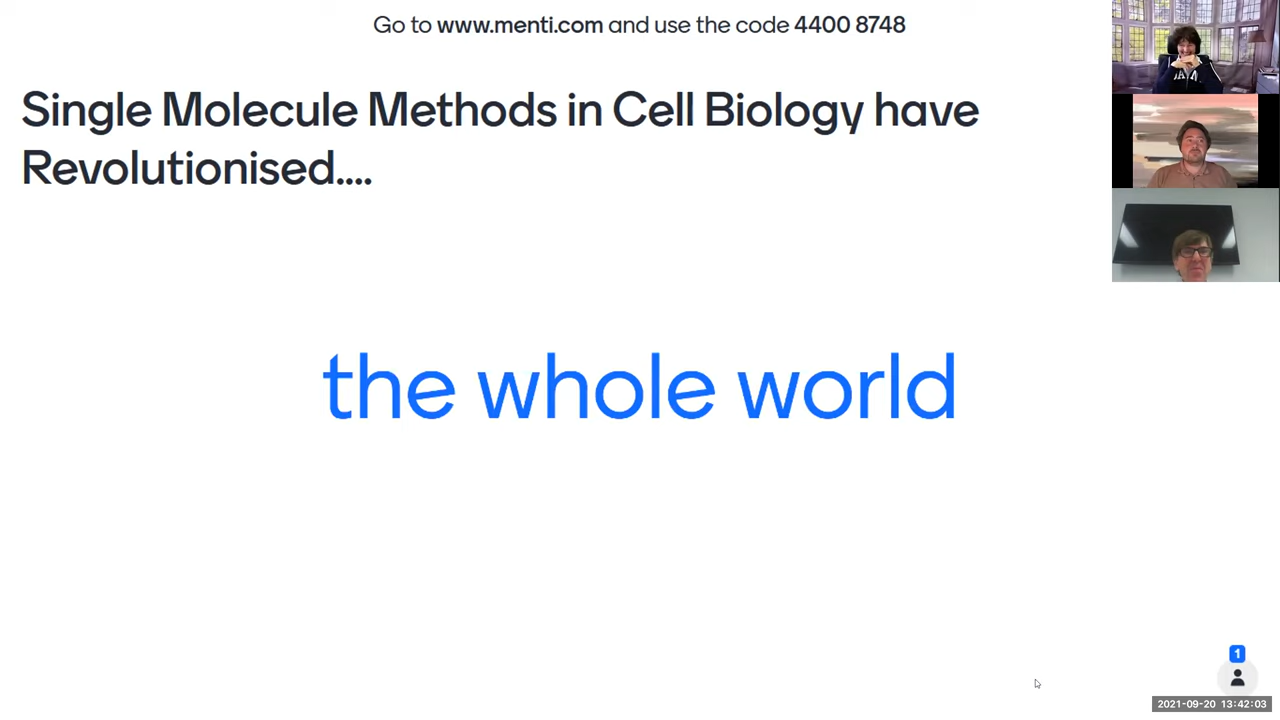 Go to www.menti.com and use the code 4400 8748
Single Molecule Methods in Cell Biology have
Revolutionised....
the whole world
1
2021-09-20 13:42:03